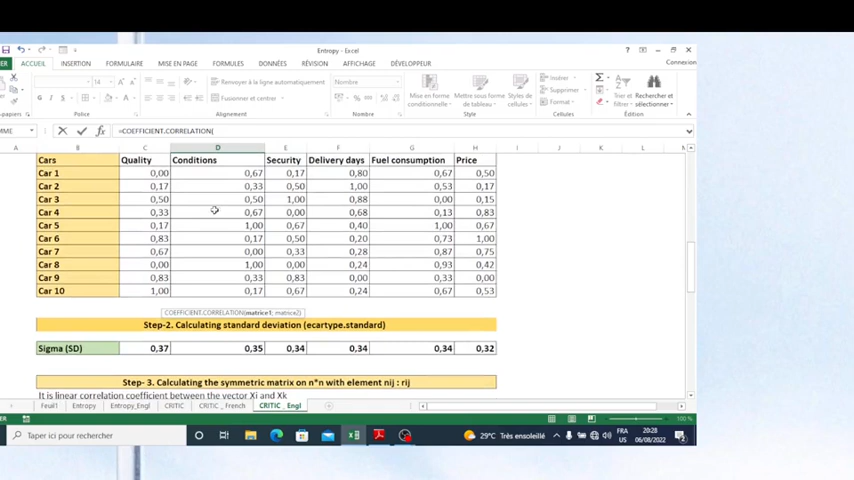 Entropy - Excel
Connexion
ACCUEIL INSERTION FORMULAIRE MISE EN PAGE FORMULES DONNÉES RÉVISION AFFICHAGE DÉVELOPPEUR
14
Renvoyer à la ligne automatiquement
Nombre
Fusionner et centrer
Mise en forme conditionnelle
Mettre sous forme de tableau
Styles de cellules
Insérer
Supprimer
Format
Trier et filtrer
Rechercher et sélectionner
=COEFFICIENT.CORRELATION(
A B C D E F G H I J K L M
Cars Quality Conditions Security Delivery days Fuel consumption Price
Car 1 0,00 0,67 0,17 0,80 0,67 0,50
Car 2 0,17 0,33 0,50 1,00 0,53 0,17
Car 3 0,50 0,50 1,00 0,88 0,00 0,15
Car 4 0,33 0,67 0,00 0,68 0,13 0,83
Car 5 0,17 1,00 0,67 0,40 1,00 0,67
Car 6 0,83 0,17 0,50 0,20 0,73 1,00
Car 7 0,67 0,00 0,33 0,28 0,87 0,75
Car 8 0,00 1,00 0,00 0,24 0,93 0,42
Car 9 0,83 0,33 0,83 0,00 0,33 0,00
Car 10 1,00 0,17 0,67 0,24 0,67 0,53
COEFFICIENT.CORRELATION(matrice1; matrice2)
Step-2. Calculating standard deviation (ecartype.standard)
Sigma (SD) 0,37 0,35 0,34 0,34 0,34 0,32
Step- 3. Calculating the symmetric matrix on n*n with element nij : rij
It is linear correlation coefficient between the vector Xi and Xk
Feuil1 Entropy Entropy_Engl CRITIC CRITIC _ French CRITIC _ Engl
100 %
Taper ici pour rechercher
29°C Très ensoleillé
FRA
US
20:28
06/08/2022
2